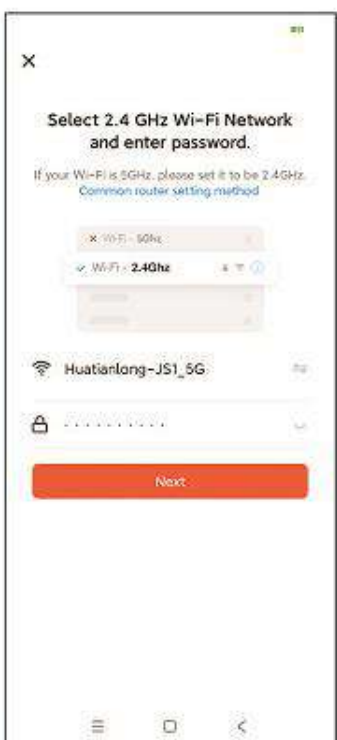 Select 2.4 GHz Wi-Fi Network
and enter password.
If your Wi-Fi is 5GHz, please set it to be 2.4GHz.
Common router setting method
Wi-Fi - 5Ghz
Wi-Fi - 2.4Ghz
Huatianlong-JS1_5G
Next